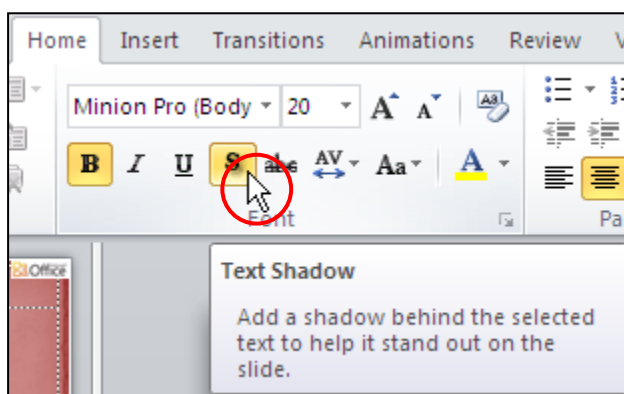 Home Insert Transitions Animations Review V
Minion Pro (Body 20 A A Aa
B I U S abc AV Aa A
Font Pa
Office
Text Shadow
Add a shadow behind the selected
text to help it stand out on the
slide.